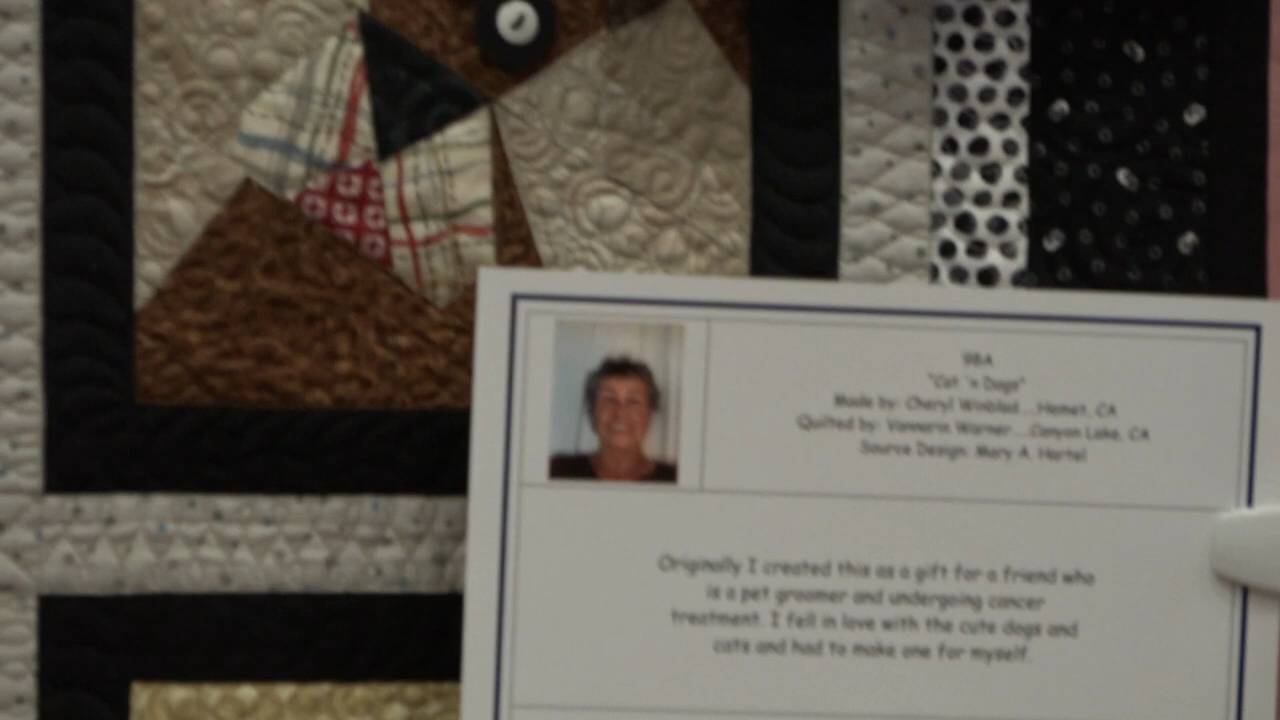 98A
"Cat 'n Dogs"
Made by: Cheryl Winblad....Hemet, CA
Quilted by: Vannarin Warner....Canyon Lake, CA
Source Design: Mary A. Hertel
Originally I created this as a gift for a friend who
is a pet groomer and undergoing cancer
treatment. I fell in love with the cute dogs and
cats and had to make one for myself.